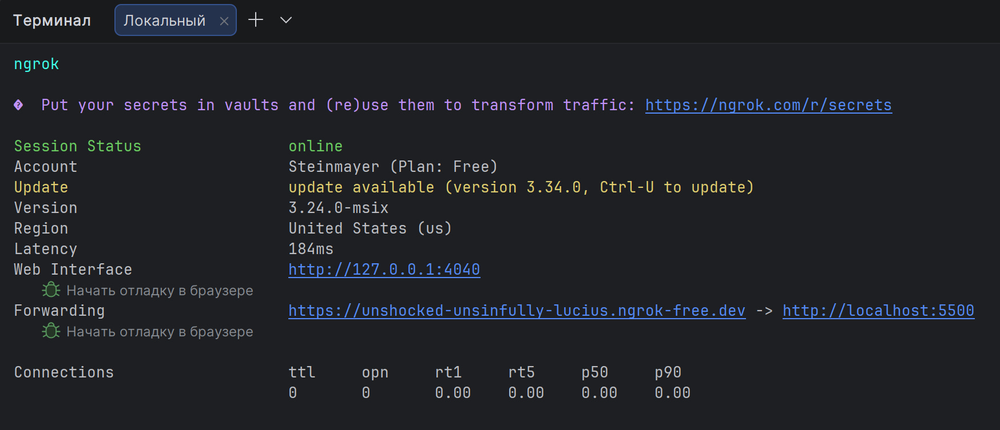 Терминал Локальный
ngrok
Put your secrets in vaults and (re)use them to transform traffic: https://ngrok.com/r/secrets
Session Status online
Account Steinmayer (Plan: Free)
Update update available (version 3.34.0, Ctrl-U to update)
Version 3.24.0-msix
Region United States (us)
Latency 184ms
Web Interface http://127.0.0.1:4040
Начать отладку в браузере
Forwarding https://unshocked-unsinfully-lucius.ngrok-free.dev -> http://localhost:5500
Начать отладку в браузере
Connections ttl opn rt1 rt5 p50 p90
0 0 0.00 0.00 0.00 0.00